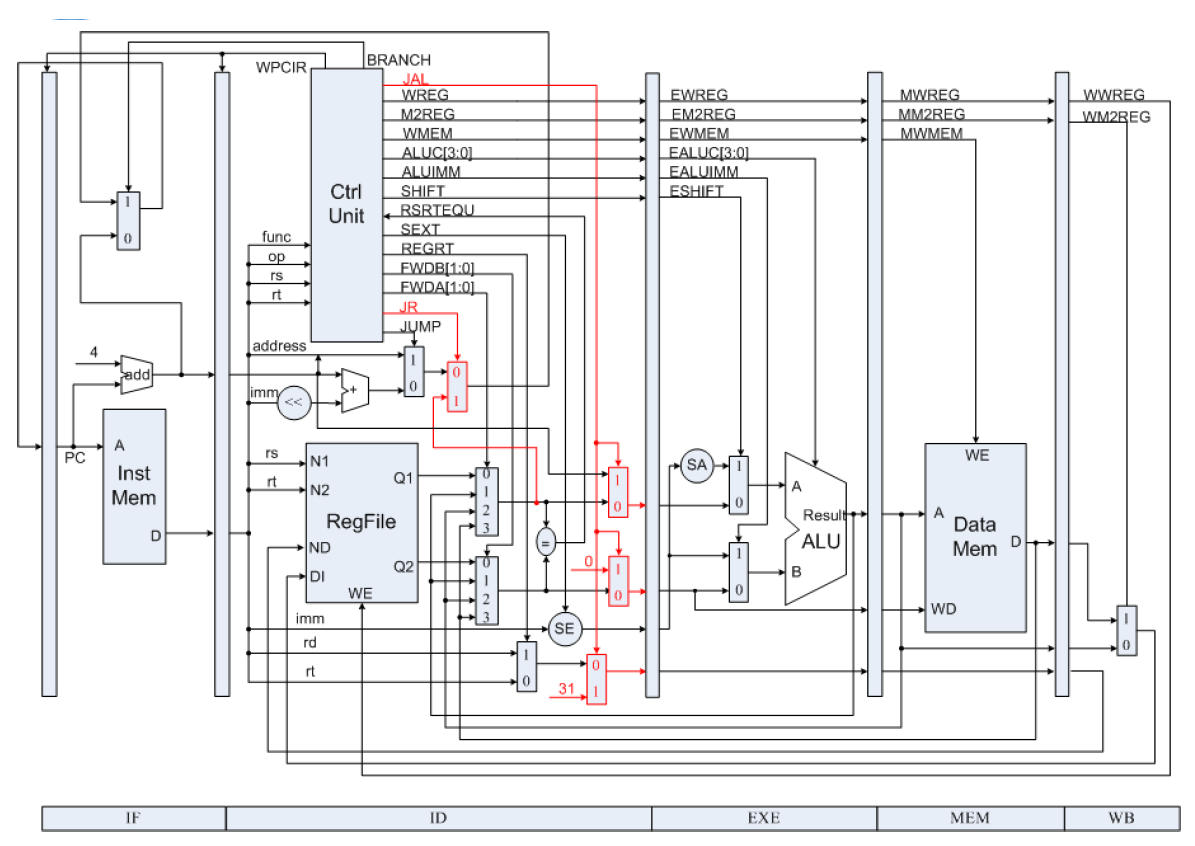 WPCIR
BRANCH
JAL
WREG
M2REG
WMEM
ALUC[3:0]
ALUIMM
SHIFT
RSRTEQU
SEXT
REGRT
FWDB[1:0]
FWDA[1:0]
JR
JUMP
Ctrl
Unit
func
op
rs
rt
EWREG
EM2REG
EWMEM
EALUC[3:0]
EALUIMM
ESHIFT
MWREG
MM2REG
MWMEM
WWREG
WM2REG
1
0
4
add
PC
A
Inst
Mem
D
address
imm
<<
+
1
0
0
1
rs
rt
N1
N2
ND
DI
RegFile
Q1
Q2
WE
0
1
2
3
0
1
2
3
=
1
0
0
1
0
SE
imm
rd
rt
1
0
31
0
1
SA
1
0
1
0
A
B
Result
ALU
WE
A
Data
Mem
D
WD
1
0
IF
ID
EXE
MEM
WB